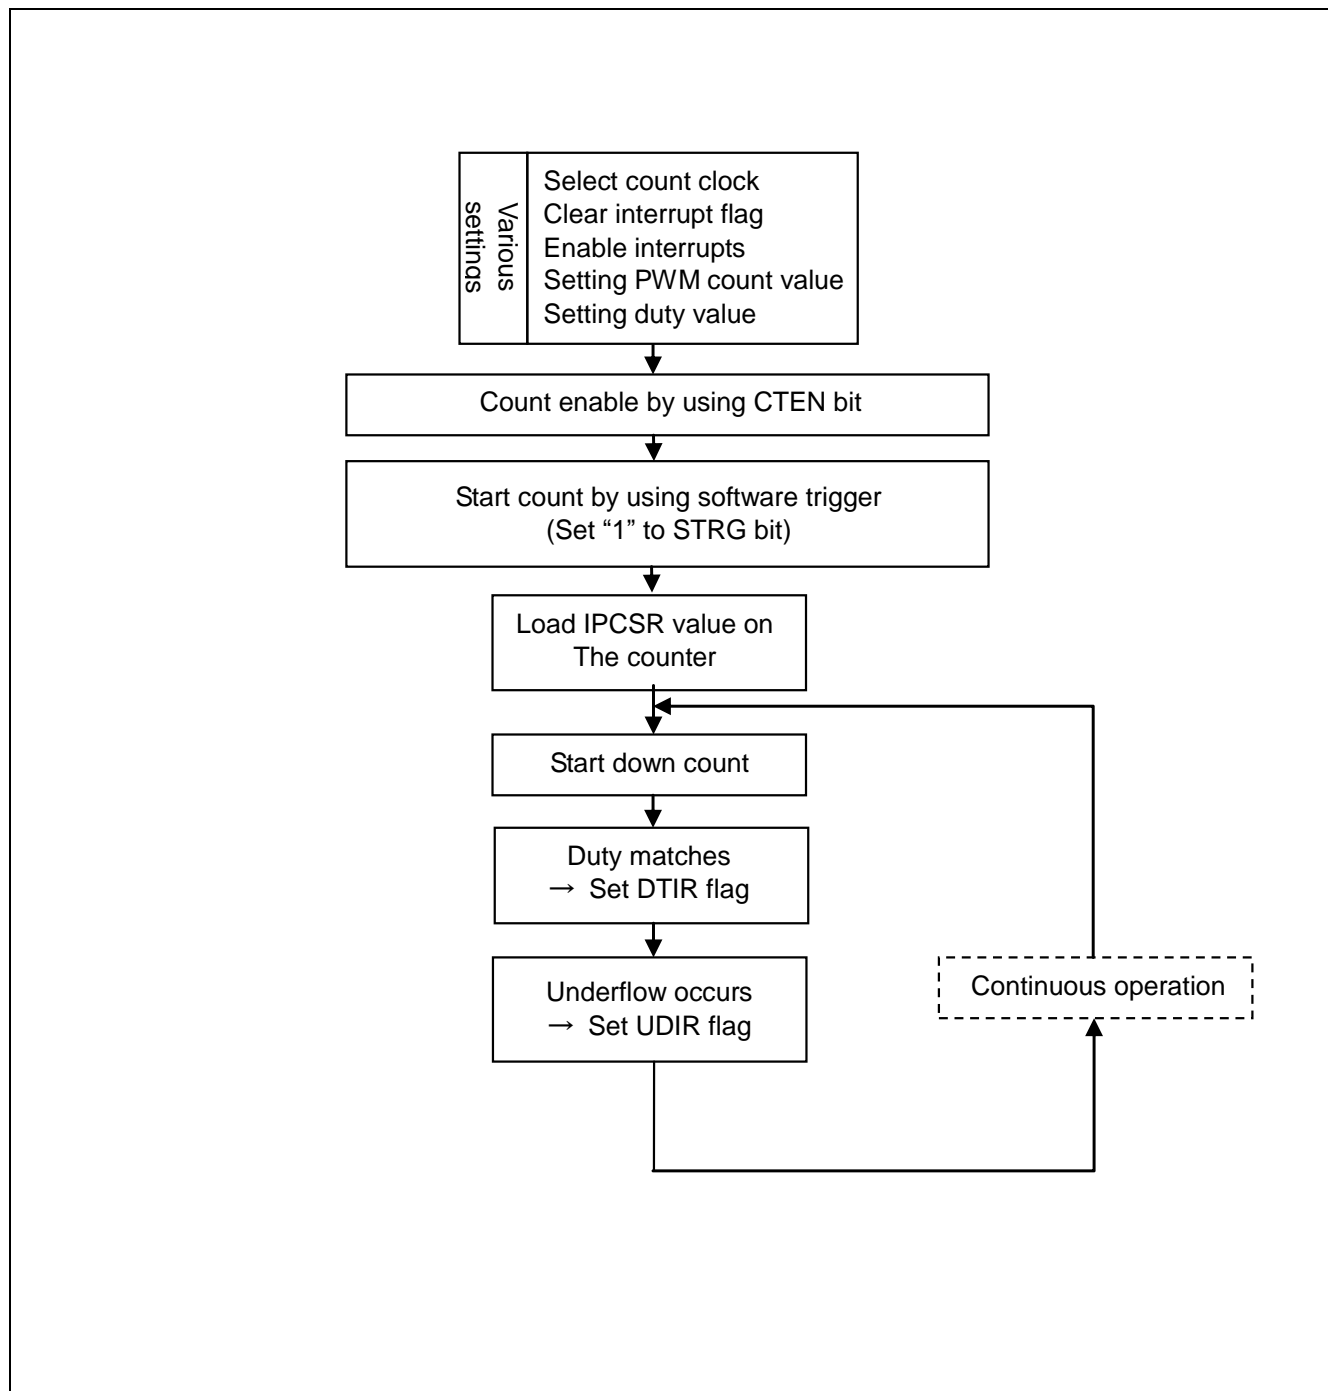 Various
settings
Select count clock
Clear interrupt flag
Enable interrupts
Setting PWM count value
Setting duty value
Count enable by using CTEN bit
Start count by using software trigger
(Set “1” to STRG bit)
Load IPCSR value on
The counter
Start down count
Duty matches
→ Set DTIR flag
Underflow occurs
→ Set UDIR flag
Continuous operation